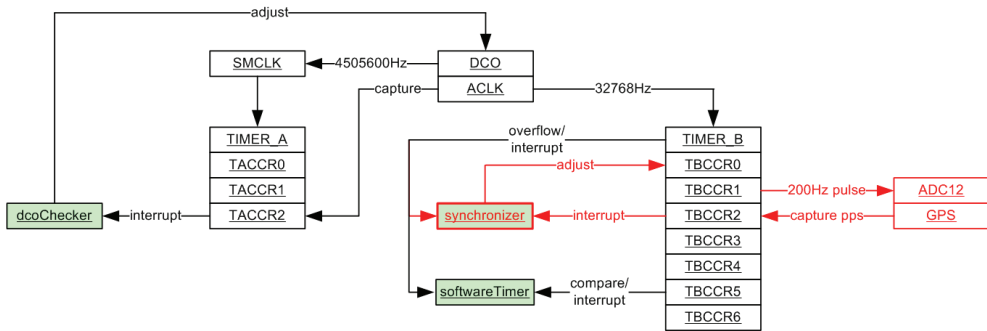 adjust
SMCLK
4505600Hz
DCO
capture
ACLK
32768Hz
overflow/
interrupt
TIMER_A
TACCR0
TACCR1
TACCR2
dcoChecker
interrupt
TIMER_B
TBCCR0
TBCCR1
TBCCR2
TBCCR3
TBCCR4
TBCCR5
TBCCR6
adjust
synchronizer
interrupt
200Hz pulse
ADC12
capture pps
GPS
softwareTimer
compare/
interrupt